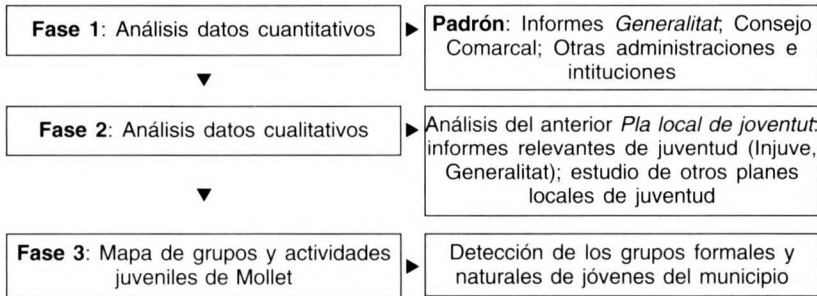 Fase 1: Análisis datos cuantitativos
Padrón: Informes Generalitat; Consejo
Comarcal; Otras administraciones e
intituciones
Fase 2: Análisis datos cualitativos
Análisis del anterior Pla local de joventut:
informes relevantes de juventud (Injuve,
Generalitat); estudio de otros planes
locales de juventud
Fase 3: Mapa de grupos y actividades
juveniles de Mollet
Detección de los grupos formales y
naturales de jóvenes del municipio